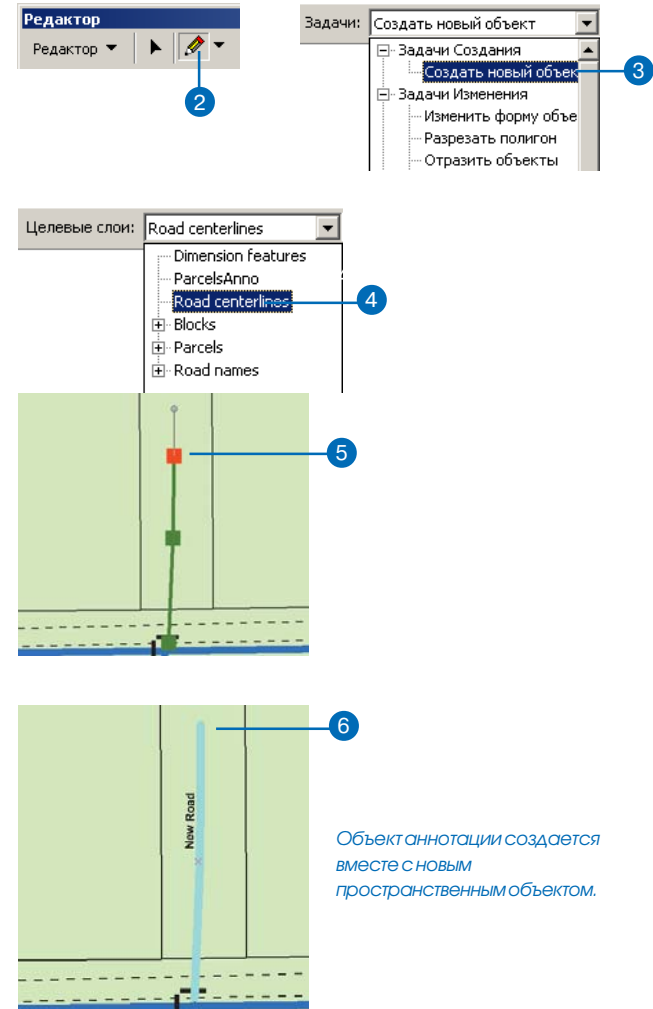 Редактор
Редактор
2
Задачи: Создать новый объект
Задачи Создания
Создать новый объек
3
Задачи Изменения
Изменить форму объе
Разрезать полигон
Отразить объекты
Целевые слои: Road centerlines
Dimension features
ParcelsAnno
Road centerlines
4
Blocks
Parcels
Road names
5
6
New Road
Объект аннотации создается
вместе с новым
пространственным объектом.